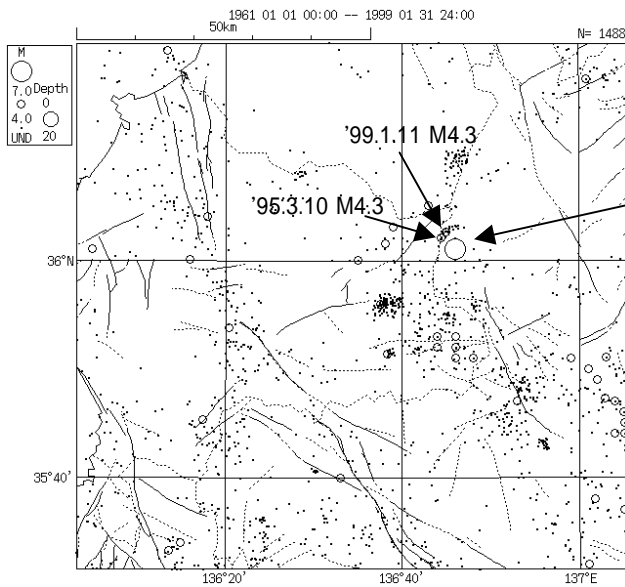 1961 01 01 00:00 -- 1999 01 31 24:00
50km
N= 1488
M
7.0 Depth
0
4.0
UND 20
'99.1.11 M4.3
'95.3.10 M4.3
36°N
35°40'
136°20' 136°40' 137°E